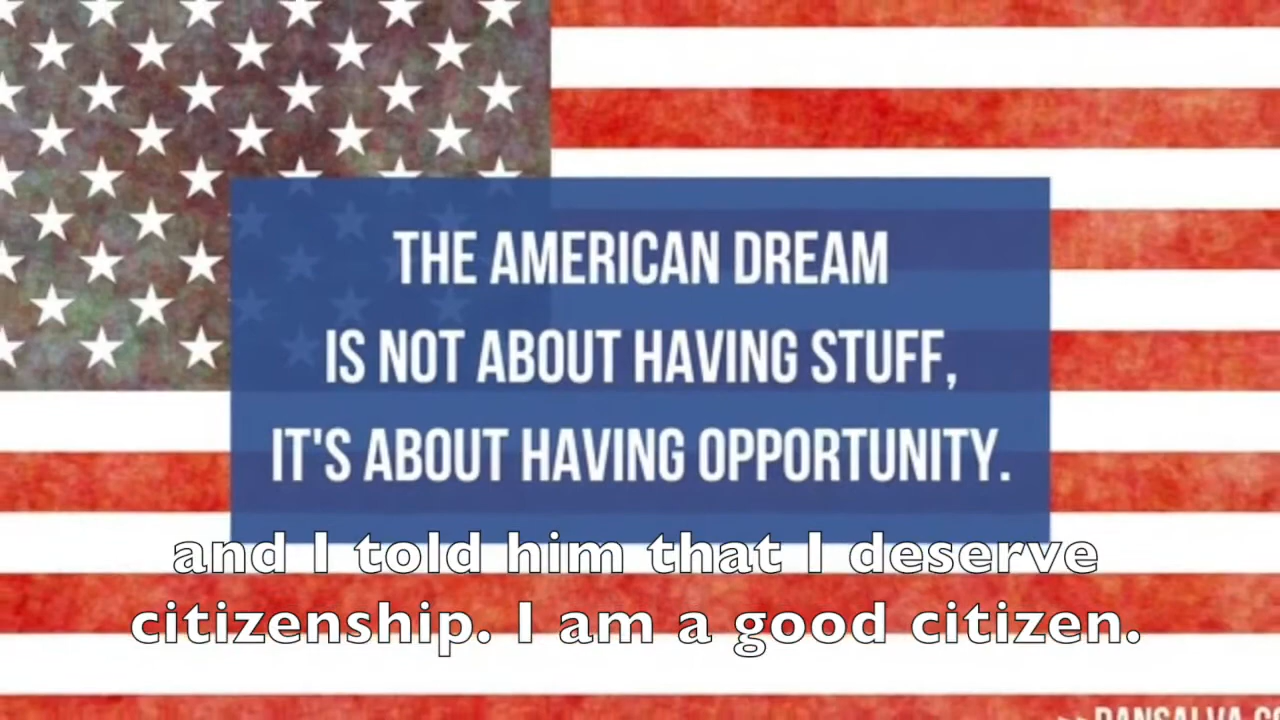 THE AMERICAN DREAM
IS NOT ABOUT HAVING STUFF,
IT'S ABOUT HAVING OPPORTUNITY.
and I told him that I deserve
citizenship. I am a good citizen.